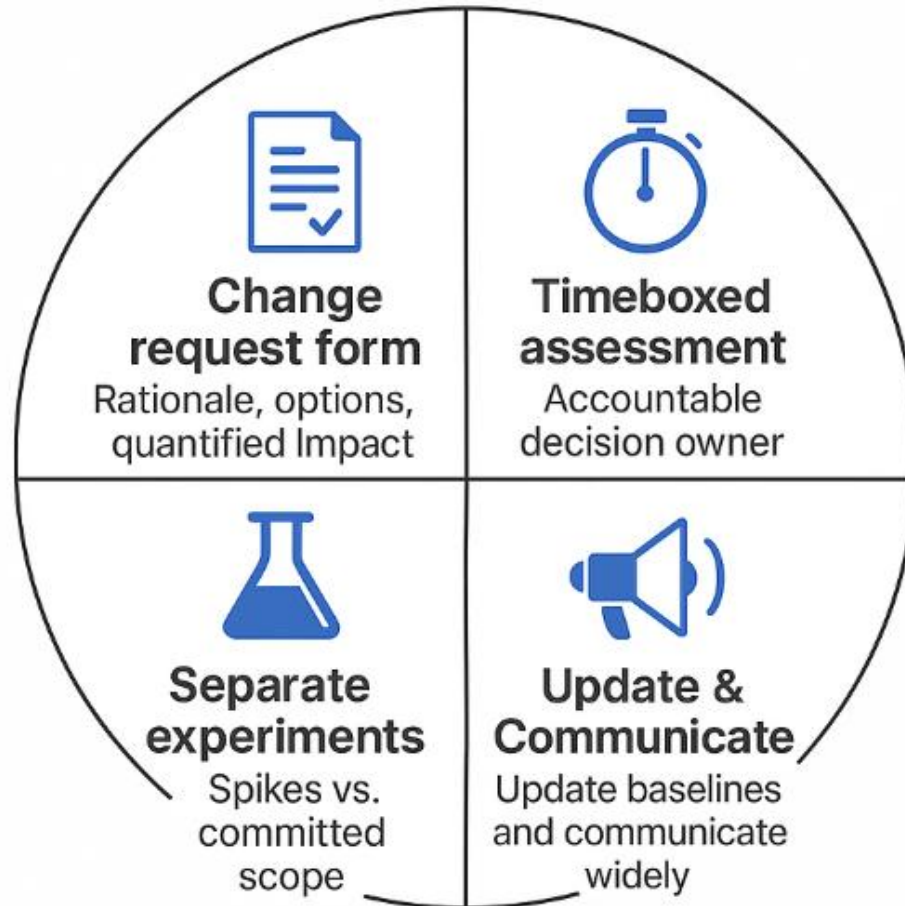 Change
request form
Rationale, options,
quantified Impact
Timeboxed
assessment
Accountable
decision owner
Separate
experiments
Spikes vs.
committed
scope
Update &
Communicate
Update baselines
and communicate
widely